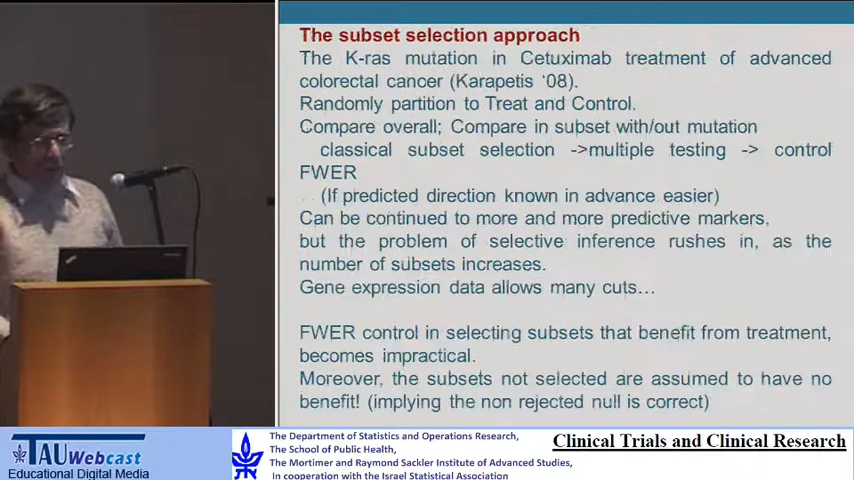 The subset selection approach
The K-ras mutation in Cetuximab treatment of advanced
colorectal cancer (Karapetis '08).
Randomly partition to Treat and Control.
Compare overall; Compare in subset with/out mutation
classical subset selection ->multiple testing -> control
FWER
(If predicted direction known in advance easier)
Can be continued to more and more predictive markers,
but the problem of selective inference rushes in, as the
number of subsets increases.
Gene expression data allows many cuts…
FWER control in selecting subsets that benefit from treatment,
becomes impractical.
Moreover, the subsets not selected are assumed to have no
benefit! (implying the non rejected null is correct)
TAU Webcast
Educational Digital Media
The Department of Statistics and Operations Research,
The School of Public Health,
The Mortimer and Raymond Sackler Institute of Advanced Studies,
In cooperation with the Israel Statistical Association
Clinical Trials and Clinical Research